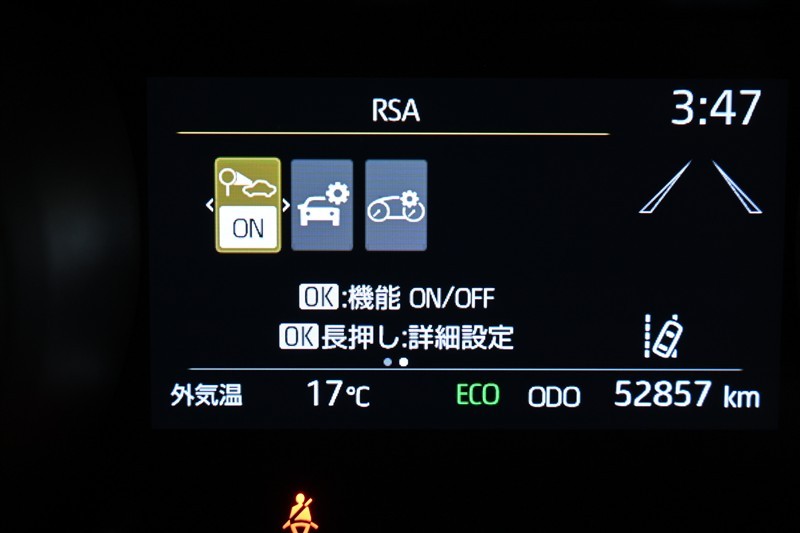 RSA
3:47
ON
OK:機能 ON/OFF
OK長押し:詳細設定
外気温 17℃ ECO ODO 52857 km